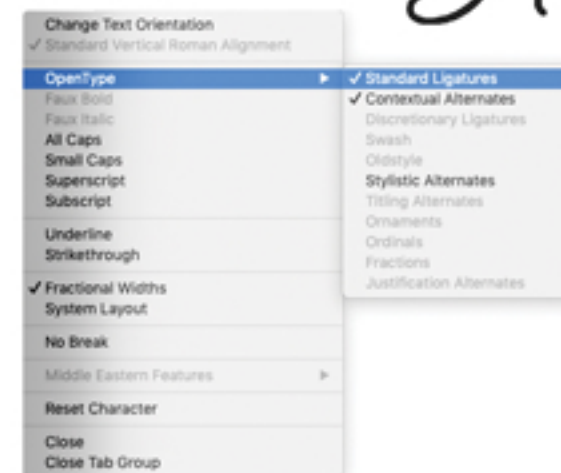 Change Text Orientation
✓ Standard Vertical Roman Alignment
OpenType
Faux Bold
Faux Italic
All Caps
Small Caps
Superscript
Subscript
Underline
Strikethrough
✓ Fractional Widths
System Layout
No Break
Middle Eastern Features
Reset Character
Close
Close Tab Group
✓ Standard Ligatures
✓ Contextual Alternates
Discretionary Ligatures
Swash
Oldstyle
Stylistic Alternates
Titling Alternates
Ornaments
Ordinals
Fractions
Justification Alternates